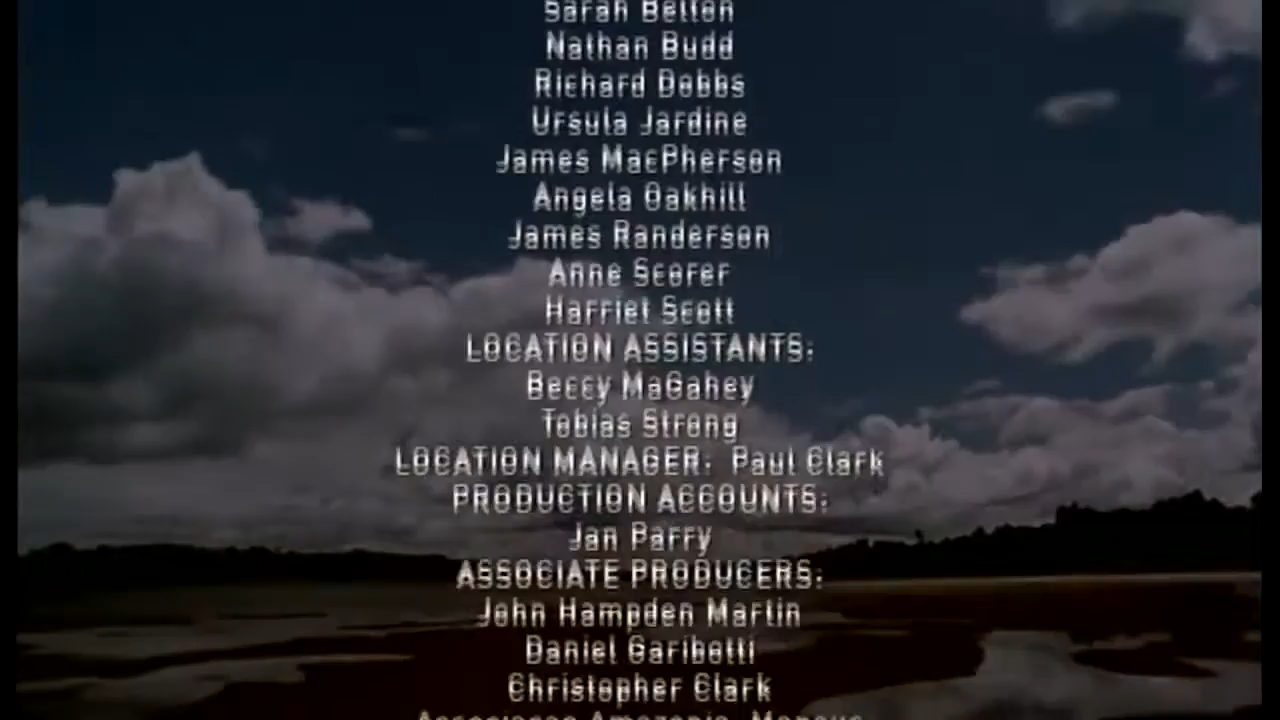 Sarah Belton
Nathan Budd
Richard Dobbs
Ursula Jardine
James MacPherson
Angela Oakhill
James Randerson
Anne Scorer
Harriet Scott
LOCATION ASSISTANTS:
Beccy MaGahey
Tobias Strong
LOCATION MANAGER: Paul Clark
PRODUCTION ACCOUNTS:
Jan Parry
ASSOCIATE PRODUCERS:
John Hampden Martin
Daniel Garibotti
Christopher Clark